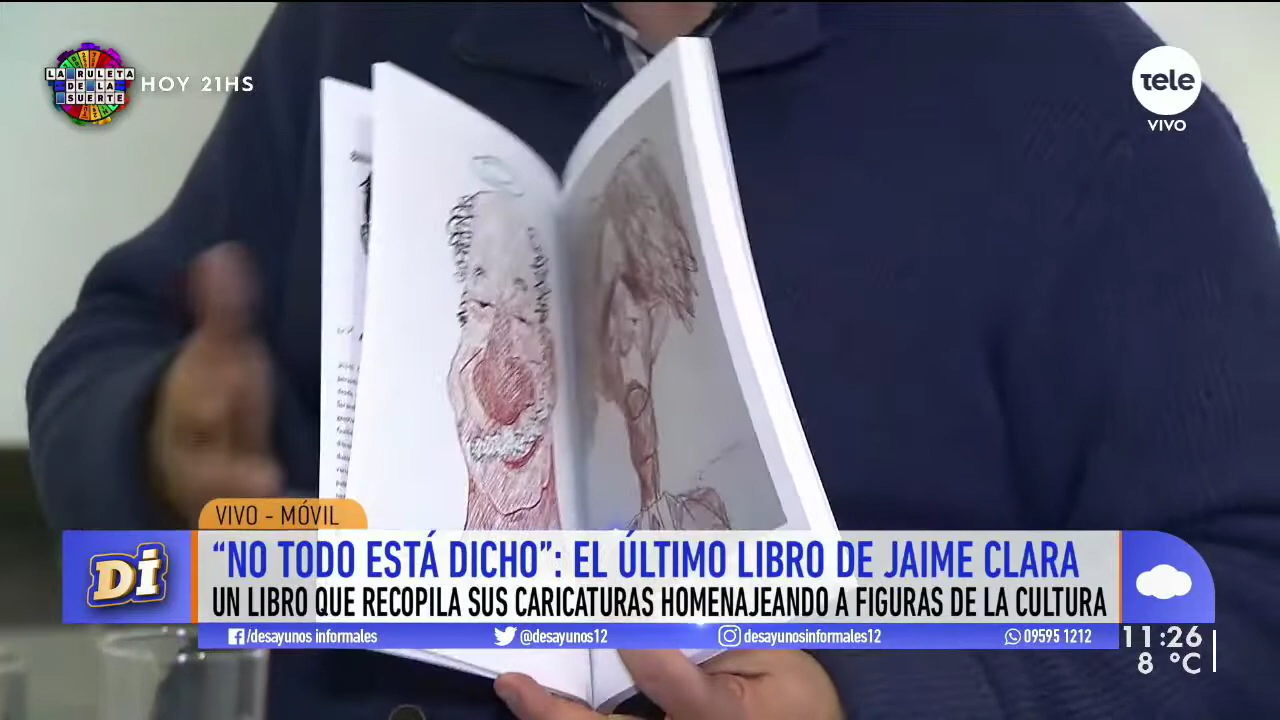 LA RULETA
DE LA
SUERTE
HOY 21HS
tele
VIVO
VIVO - MÓVIL
DI
“NO TODO ESTÁ DICHO”: EL ÚLTIMO LIBRO DE JAIME CLARA
UN LIBRO QUE RECOPILA SUS CARICATURAS HOMENAJEANDO A FIGURAS DE LA CULTURA
/desayunos informales
@desayunos12
desayunosinformales12
09595 1212
11:26
8 °C